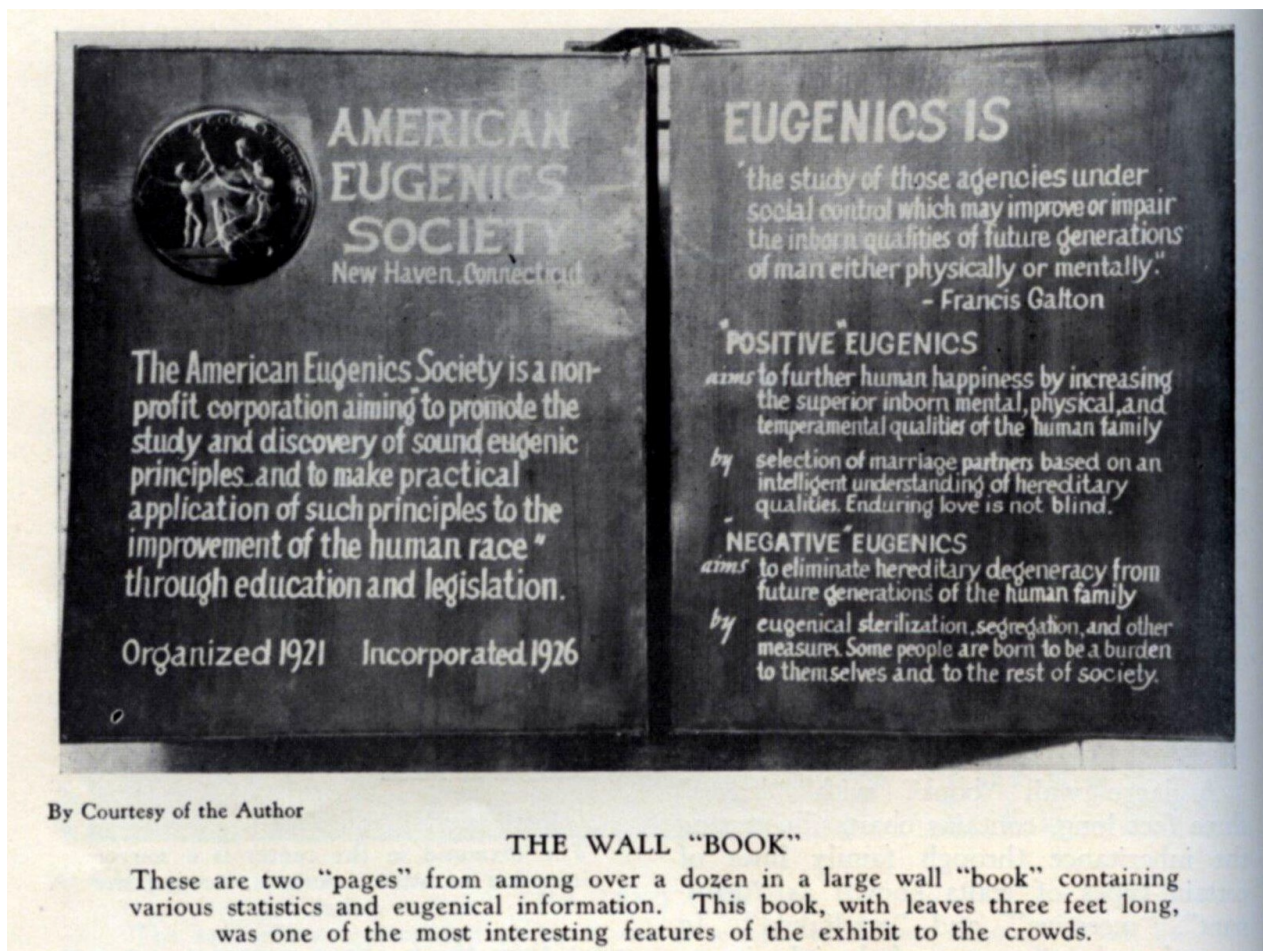 AMERICAN
EUGENICS
SOCIETY
New Haven, Connecticut
The American Eugenics Society is a non-
profit corporation aiming "to promote the
study and discovery of sound eugenic
principles and to make practical
application of such principles to the
improvement of the human race"
through education and legislation.
Organized 1921 Incorporated 1926
EUGENICS IS
"the study of those agencies under
social control which may improve or impair
the inborn qualities of future generations
of man either physically or mentally."
- Francis Galton
"POSITIVE" EUGENICS
aims to further human happiness by increasing
the superior inborn mental, physical, and
temperamental qualities of the human family
by selection of marriage partners based on an
intelligent understanding of hereditary
qualities. Enduring love is not blind.
"NEGATIVE" EUGENICS
aims to eliminate hereditary degeneracy from
future generations of the human family
by eugenical sterilization, segregation, and other
measures. Some people are born to be a burden
to themselves and to the rest of society.
By Courtesy of the Author
THE WALL "BOOK"
These are two "pages" from among over a dozen in a large wall "book" containing
various statistics and eugenical information. This book, with leaves three feet long,
was one of the most interesting features of the exhibit to the crowds.